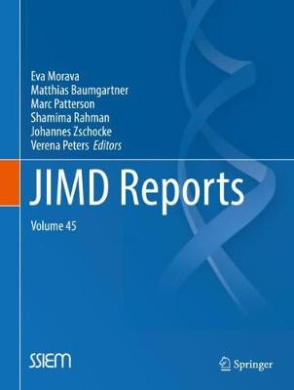 Eva Morava
Matthias Baumgartner
Marc Patterson
Shamima Rahman
Johannes Zschocke
Verena Peters Editors
JIMD Reports
Volume 45
SSIEM
Springer